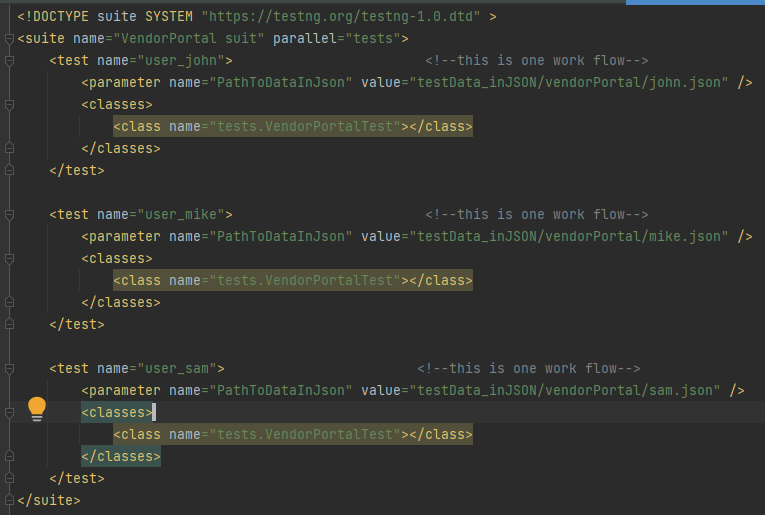 <!DOCTYPE suite SYSTEM "https://testng.org/testng-1.0.dtd" >
<suite name="VendorPortal suit" parallel="tests">
    <test name="user_john">                        <!--this is one work flow-->
        <parameter name="PathToDataInJson" value="testData_inJSON/vendorPortal/john.json" />
        <classes>
            <class name="tests.VendorPortalTest"></class>
        </classes>
    </test>

    <test name="user_mike">                        <!--this is one work flow-->
        <parameter name="PathToDataInJson" value="testData_inJSON/vendorPortal/mike.json" />
        <classes>
            <class name="tests.VendorPortalTest"></class>
        </classes>
    </test>

    <test name="user_sam">                        <!--this is one work flow-->
        <parameter name="PathToDataInJson" value="testData_inJSON/vendorPortal/sam.json" />
        <classes>
            <class name="tests.VendorPortalTest"></class>
        </classes>
    </test>
</suite>